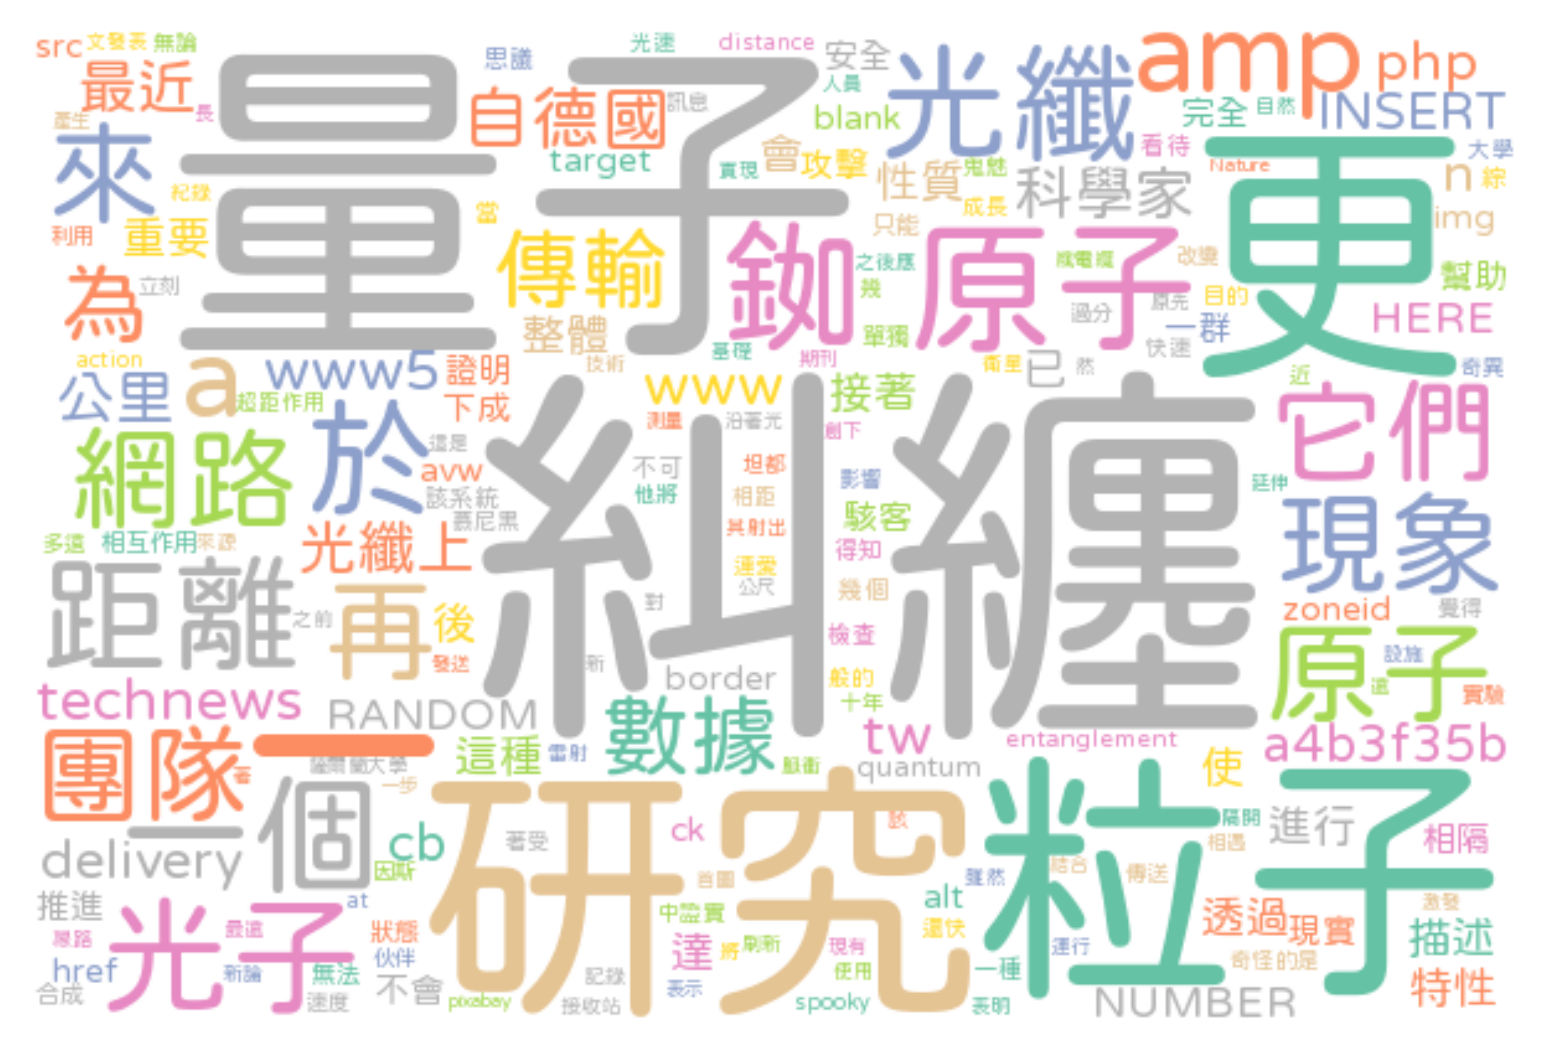 src 文發表 無論 思議 光速 distance 安全 光纖 amp php
最近 量子 自德國 訊息 人員 blank 完全 自然 INSERT
產生 長 target 實現 會 攻擊 性質 鬼魅 看待 Nature 更 大學
來 紀錄 當 只能 成長 科學家 n 綜
利用 重要 傳輸 鉫原子 之後應 幾 改變 img
為 立刻 整體 單獨 過分 原先 目的 一群 幫助 HERE
action www5 證明 技術 基礎 期刊 衛星 已 然 快速 近 奇異
公里 a 超距作用 下成 www 接著 它們
網路 於 這是 糾纏 測量 沿著光 創下
avw 不可 坦都 影響 延伸
該系統 他將 相距 駭客 現象
慕尼黑 其射出
多遠 相互作用 來源 光纖上 運愛 得知
距離 之前 再 後 公尺 幾個 zoneid 覺得
發送 新 對 檢查 原子 設施 這 實驗
technews RANDOM border 般的 十年
團隊 一 這種 雷射 數據 脈衝 tw entanglement a4b3f35b
薩爾蘭大學 一步 quantum 使
個 研究 粒子 隔開 進行 相隔
delivery cb 著受 ck 該 相遇
因斯 首圖 雖然 結合 傳送
推進 光子 at 中證實 alt 激發
最遠 狀態 達 將 刷新 現有 還快 運行 透過 現實 描述
href 新論 無法 伙伴 使用 一種 奇怪的是
合成 速度 不會 記錄 表示 特性
pixabay 接收站 spooky 表明 NUMBER